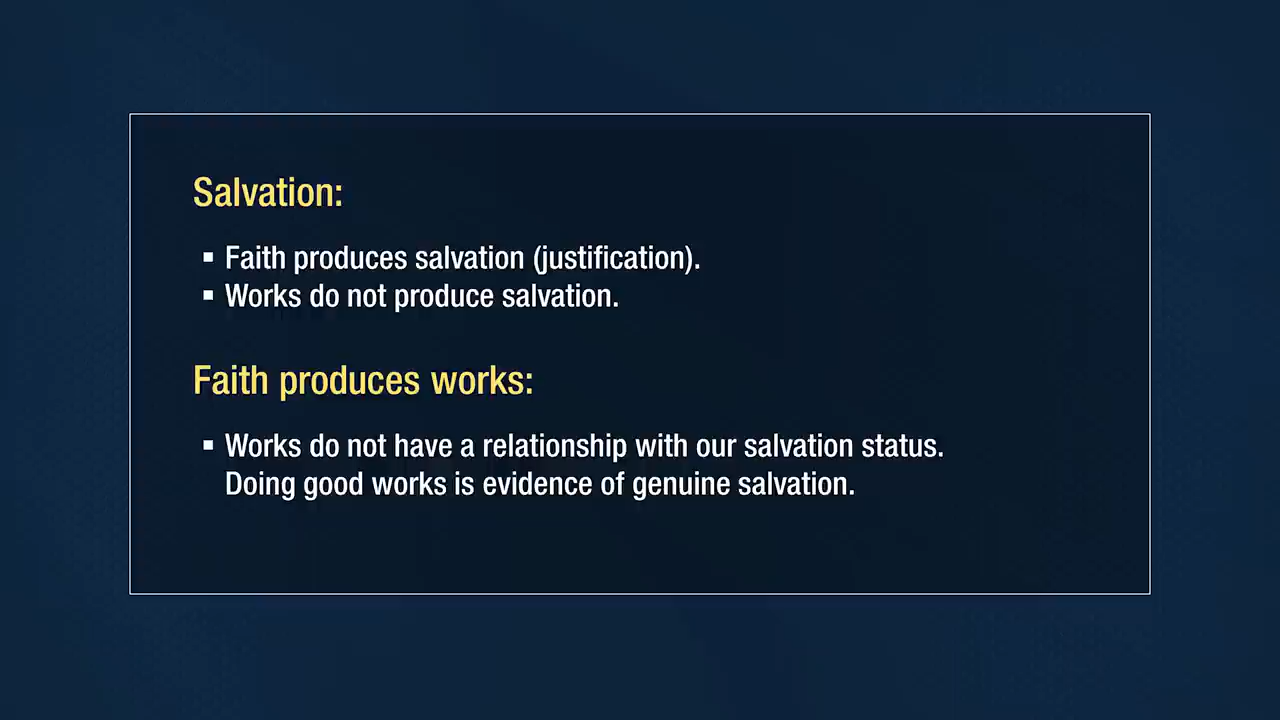 Salvation:
▪ Faith produces salvation (justification).
▪ Works do not produce salvation.
Faith produces works:
▪ Works do not have a relationship with our salvation status.
Doing good works is evidence of genuine salvation.